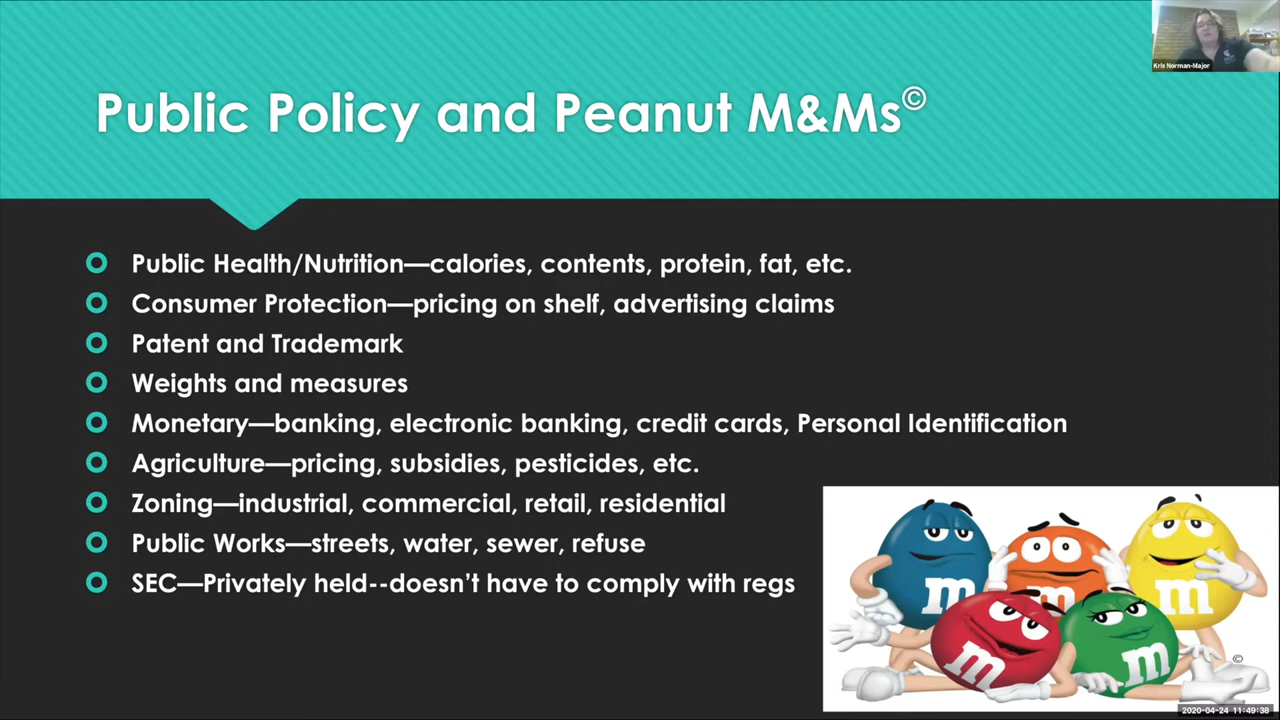 Kris Norman-Major
Public Policy and Peanut M&Ms©
Public Health/Nutrition—calories, contents, protein, fat, etc.
Consumer Protection—pricing on shelf, advertising claims
Patent and Trademark
Weights and measures
Monetary—banking, electronic banking, credit cards, Personal Identification
Agriculture—pricing, subsidies, pesticides, etc.
Zoning—industrial, commercial, retail, residential
Public Works—streets, water, sewer, refuse
SEC—Privately held--doesn't have to comply with regs
m
m
m
m
m
©
2020-04-24 11:49:38